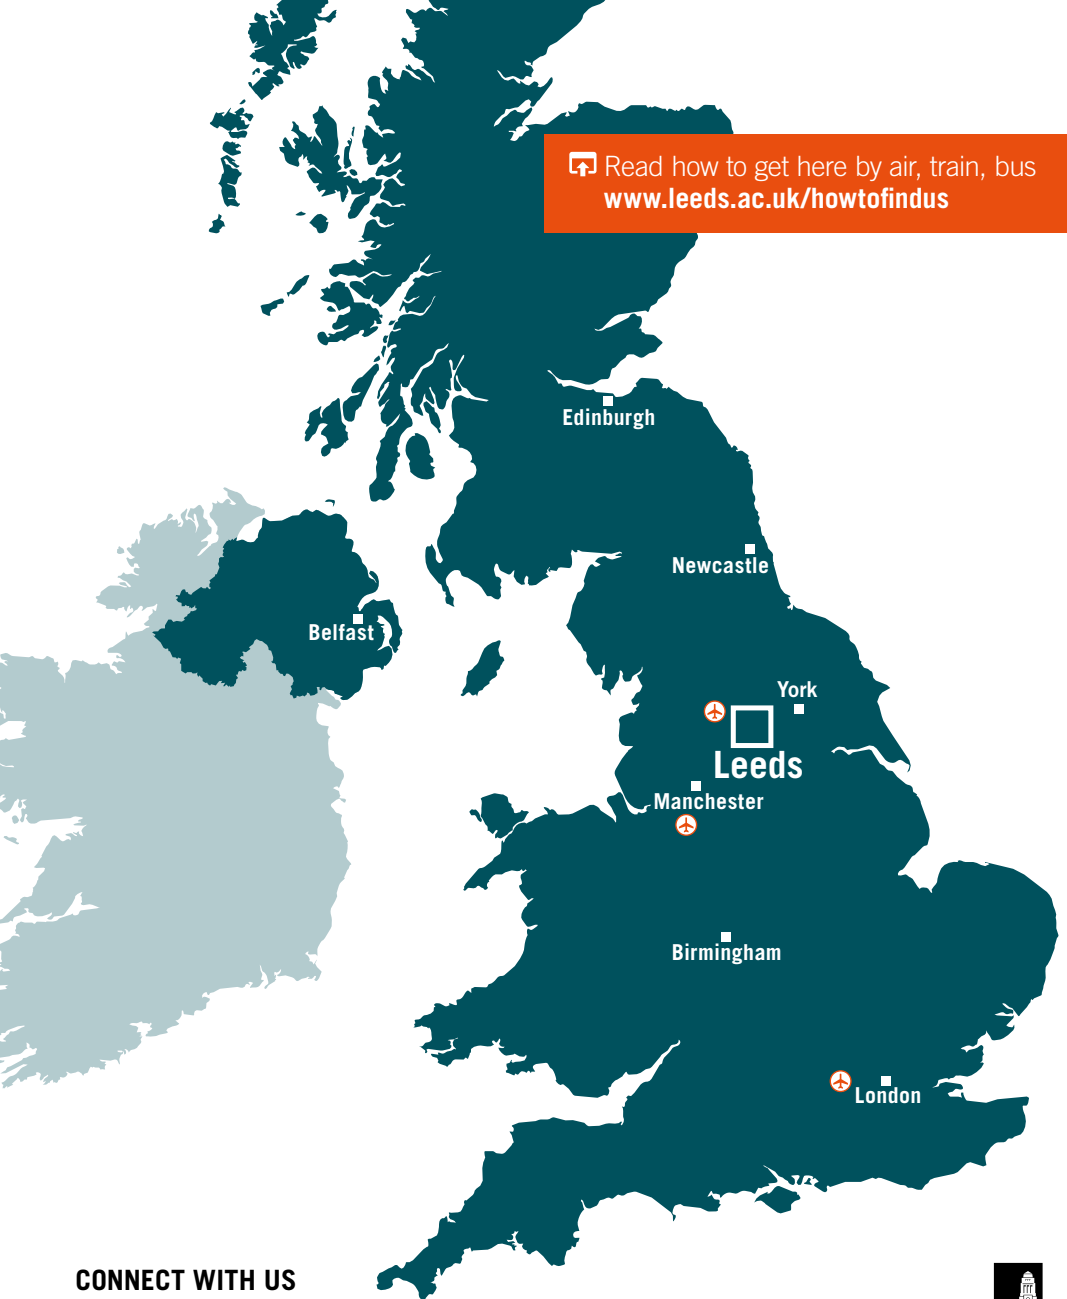 Read how to get here by air, train, bus
www.leeds.ac.uk/howtofindus
Edinburgh
Newcastle
Belfast
York
Leeds
Manchester
Birmingham
London
CONNECT WITH US